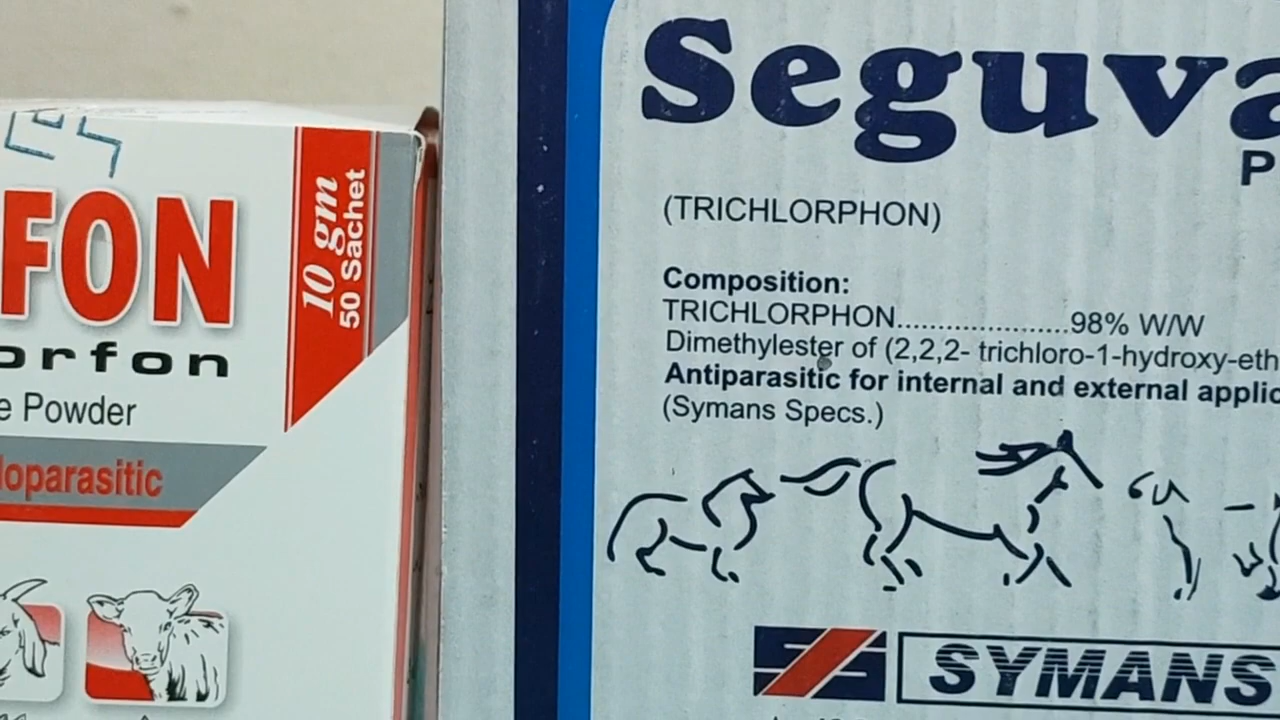 FON
orfon
e Powder
loparasitic
10 gm
50 Sachet
Seguva
P
(TRICHLORPHON)
Composition:
TRICHLORPHON.....................98% W/W
Dimethylester of (2,2,2- trichloro-1-hydroxy-eth
Antiparasitic for internal and external applic
(Symans Specs.)
SYMANS